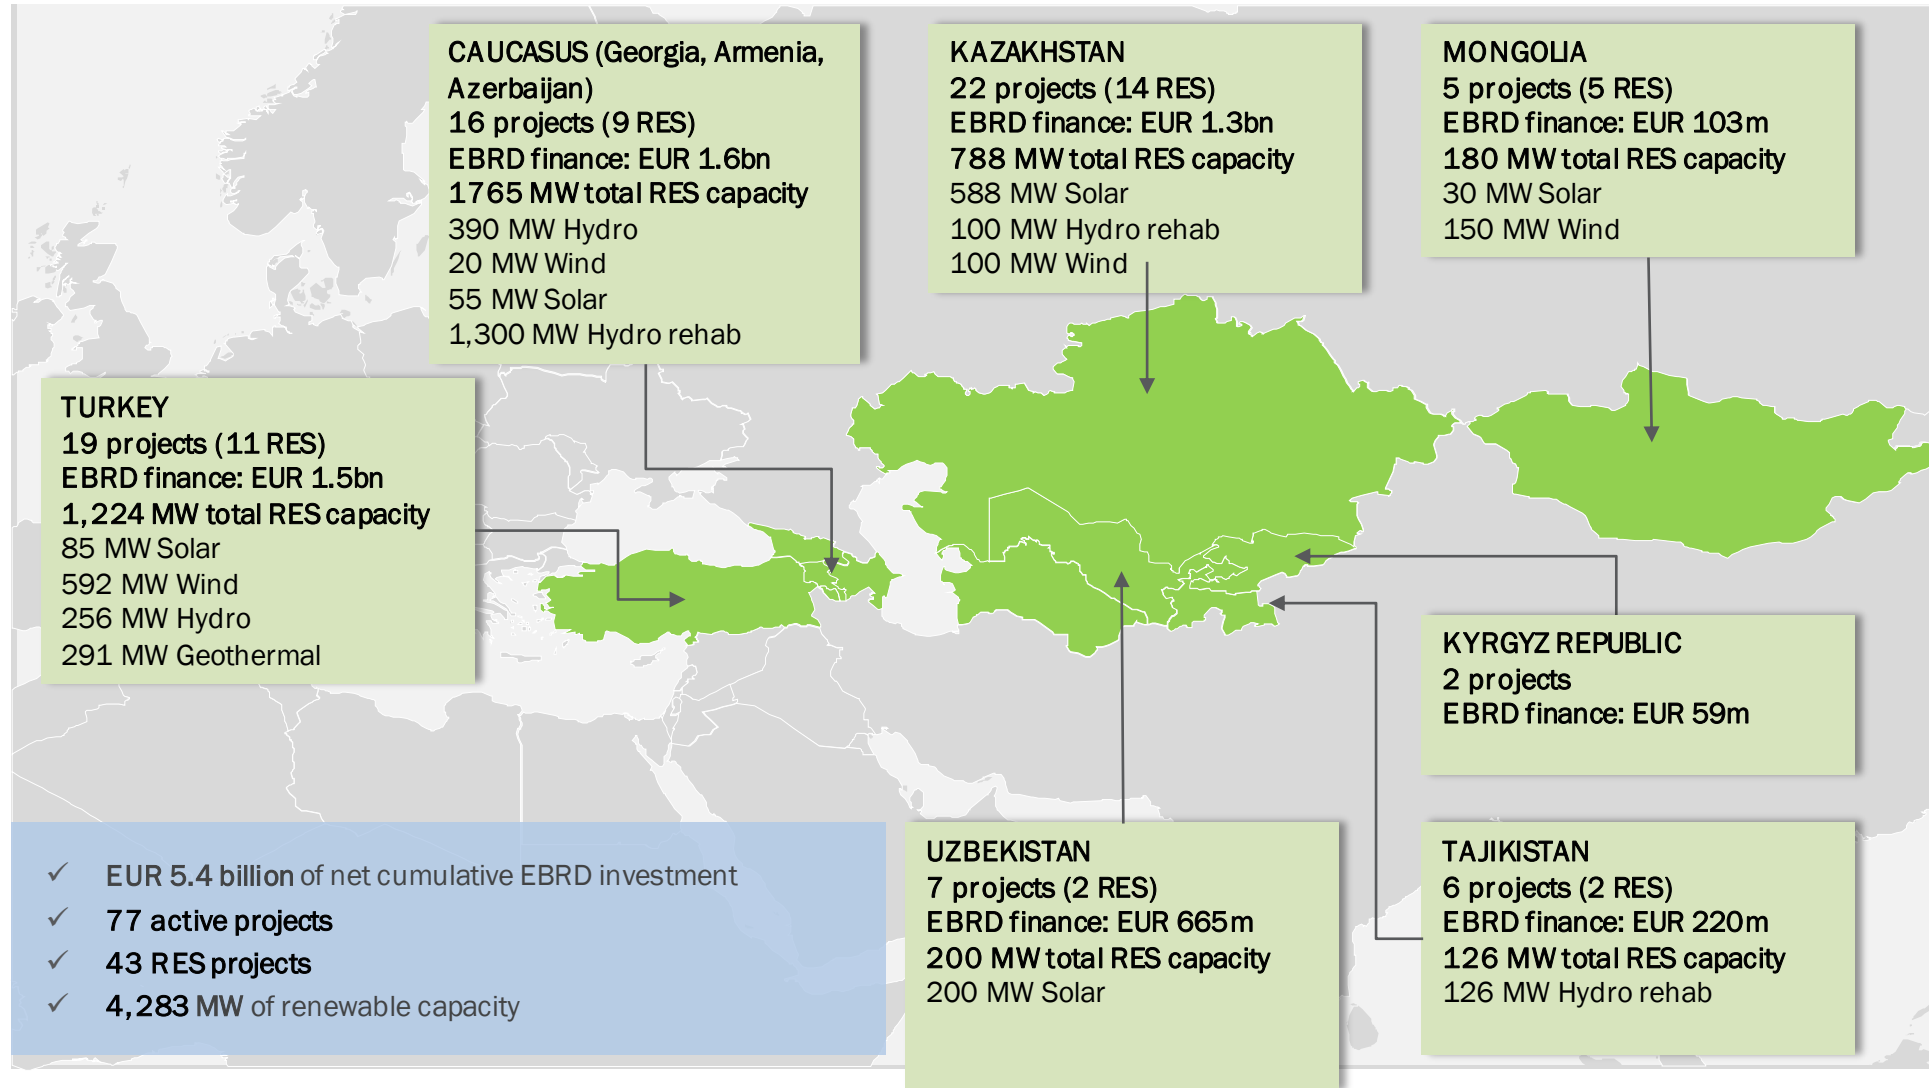 CAUCASUS (Georgia, Armenia,
Azerbaijan)
16 projects (9 RES)
EBRD finance: EUR 1.6bn
1765 MW total RES capacity
390 MW Hydro
20 MW Wind
55 MW Solar
1,300 MW Hydro rehab
KAZAKHSTAN
22 projects (14 RES)
EBRD finance: EUR 1.3bn
788 MW total RES capacity
588 MW Solar
100 MW Hydro rehab
100 MW Wind
MONGOLIA
5 projects (5 RES)
EBRD finance: EUR 103m
180 MW total RES capacity
30 MW Solar
150 MW Wind
TURKEY
19 projects (11 RES)
EBRD finance: EUR 1.5bn
1,224 MW total RES capacity
85 MW Solar
592 MW Wind
256 MW Hydro
291 MW Geothermal
KYRGYZ REPUBLIC
2 projects
EBRD finance: EUR 59m
✓ EUR 5.4 billion of net cumulative EBRD investment
✓ 77 active projects
✓ 43 RES projects
✓ 4,283 MW of renewable capacity
UZBEKISTAN
7 projects (2 RES)
EBRD finance: EUR 665m
200 MW total RES capacity
200 MW Solar
TAJIKISTAN
6 projects (2 RES)
EBRD finance: EUR 220m
126 MW total RES capacity
126 MW Hydro rehab